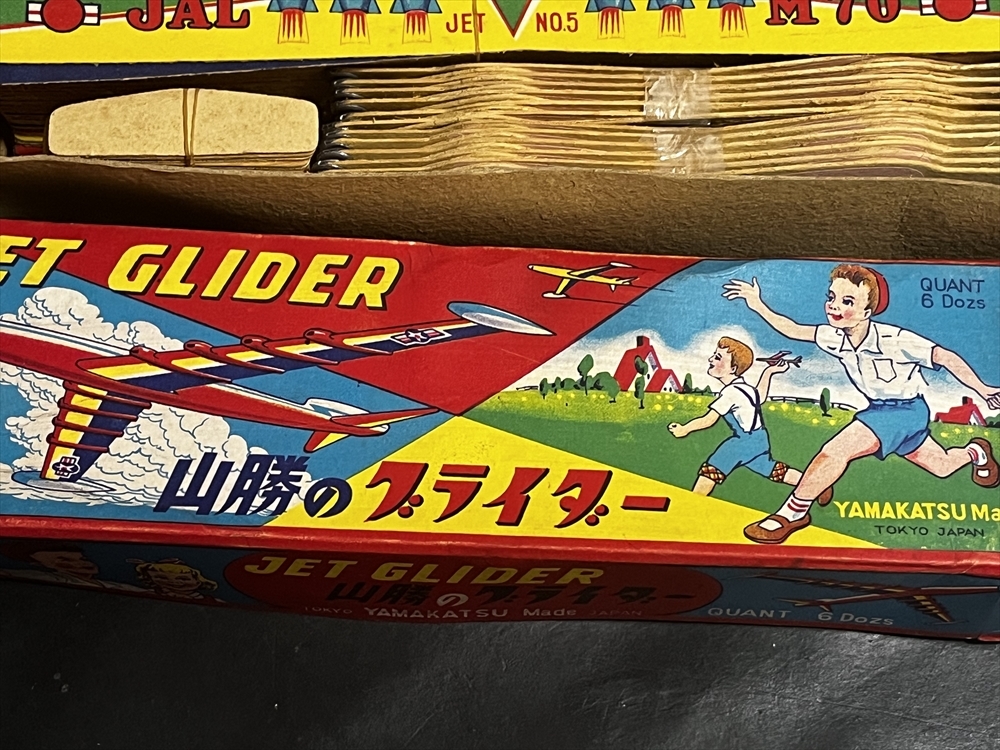 JAL
JET NO.5
M-70
ET GLIDER
QUANT
6 Dozs
山勝のグライダー
YAMAKATSU Ma
TOKYO JAPAN
JET GLIDER
山勝のグライダー
TOKYO YAMAKATSU Made JAPAN
QUANT 6 Dozs